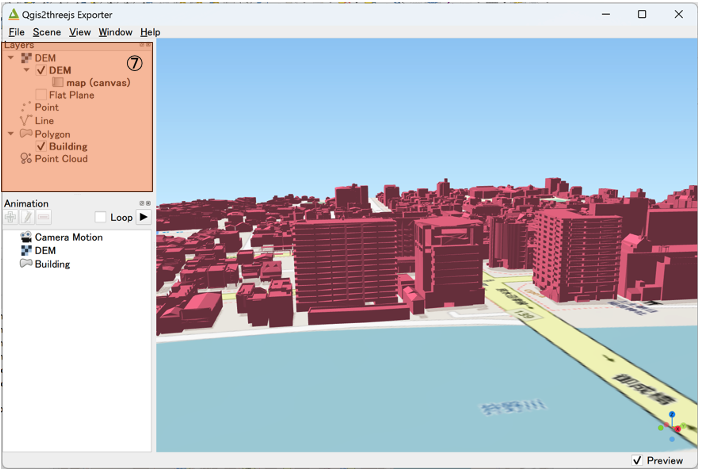 Qgis2threejs Exporter
File Scene View Window Help
Layers
⑦
DEM
DEM
map (canvas)
Flat Plane
Point
Line
Polygon
Building
Point Cloud
Animation
Loop
Camera Motion
DEM
Building
139
御成橋
狩野川
Preview